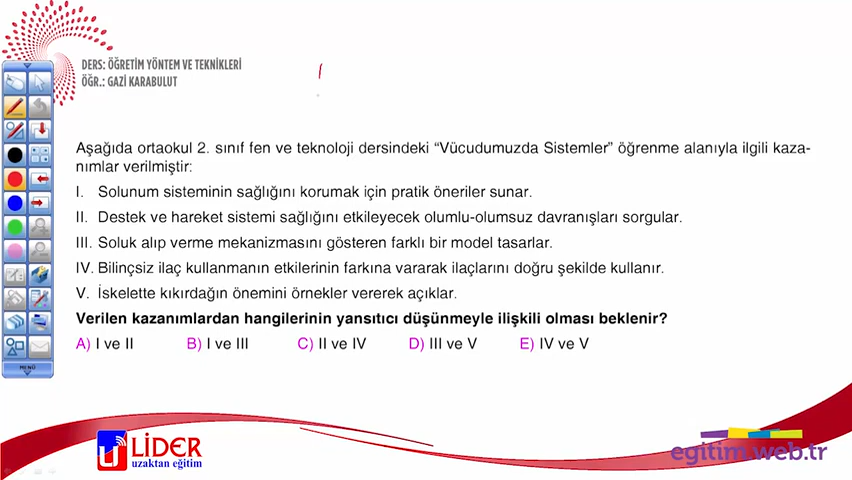 DERS: ÖĞRETİM YÖNTEM VE TEKNİKLERİ
ÖĞR.: GAZİ KARABULUT
Aşağıda ortaokul 2. sınıf fen ve teknoloji dersindeki “Vücudumuzda Sistemler” öğrenme alanıyla ilgili kaza-
nımlar verilmiştir:
I. Solunum sisteminin sağlığını korumak için pratik öneriler sunar.
II. Destek ve hareket sistemi sağlığını etkileyecek olumlu-olumsuz davranışları sorgular.
III. Soluk alıp verme mekanizmasını gösteren farklı bir model tasarlar.
IV. Bilinçsiz ilaç kullanmanın etkilerinin farkına vararak ilaçlarını doğru şekilde kullanır.
V. İskelette kıkırdağın önemini örnekler vererek açıklar.
Verilen kazanımlardan hangilerinin yansıtıcı düşünmeyle ilişkili olması beklenir?
A) I ve II B) I ve III C) II ve IV D) III ve V E) IV ve V
MENÜ
LİDER
uzaktan eğitim
egitim.web.tr